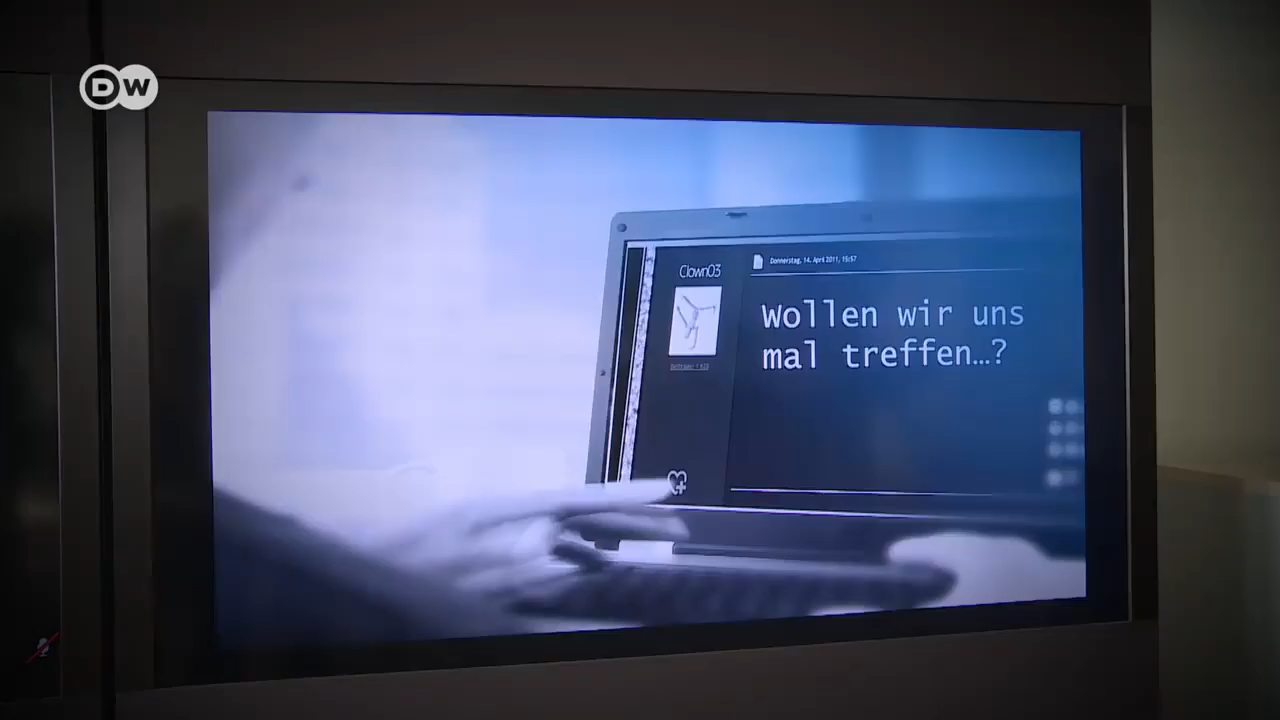 DW
Clown03
Donnerstag, 14. April 2011, 15:57
Wollen wir uns
mal treffen…?